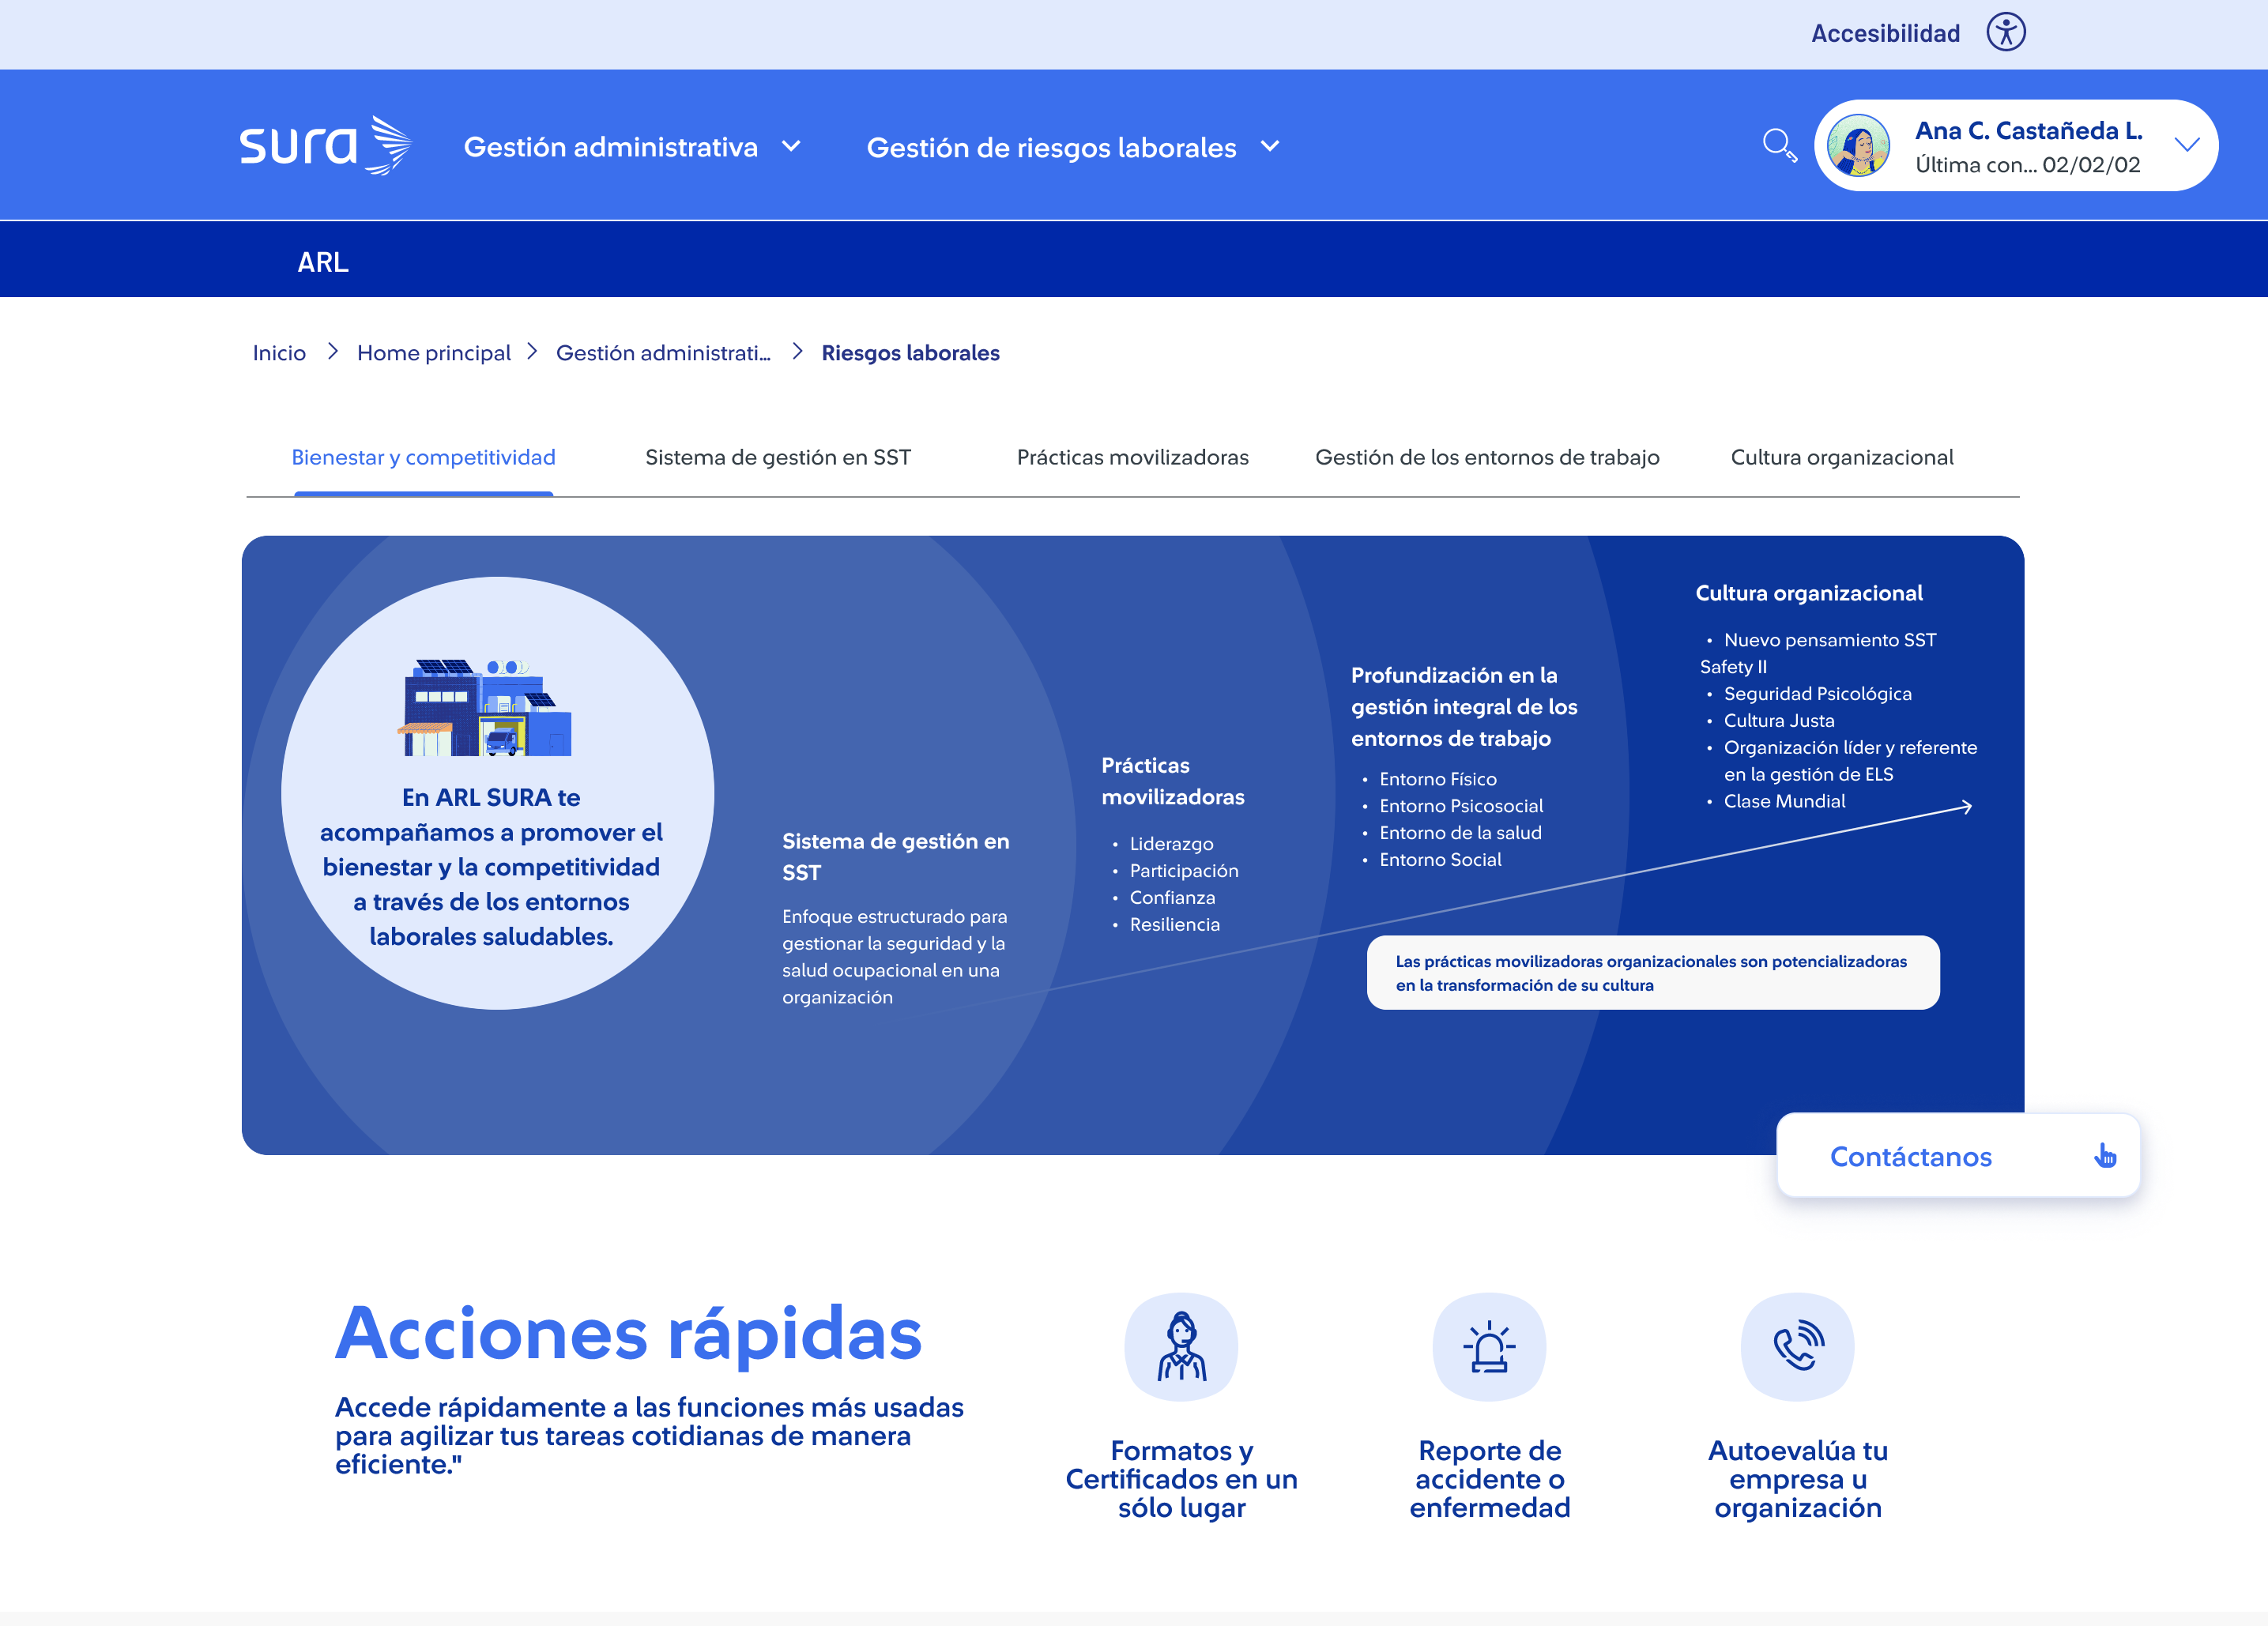 Accesibilidad
sura
Gestión administrativa
Gestión de riesgos laborales
Ana C. Castañeda L.
Última con... 02/02/02
ARL
Inicio
Home principal
Gestión administrati...
Riesgos laborales
Bienestar y competitividad
Sistema de gestión en SST
Prácticas movilizadoras
Gestión de los entornos de trabajo
Cultura organizacional
En ARL SURA te
acompañamos a promover el
bienestar y la competitividad
a través de los entornos
laborales saludables.
Sistema de gestión en
SST
Enfoque estructurado para
gestionar la seguridad y la
salud ocupacional en una
organización
Prácticas
movilizadoras
• Liderazgo
• Participación
• Confianza
• Resiliencia
Profundización en la
gestión integral de los
entornos de trabajo
• Entorno Físico
• Entorno Psicosocial
• Entorno de la salud
• Entorno Social
Cultura organizacional
• Nuevo pensamiento SST
Safety II
• Seguridad Psicológica
• Cultura Justa
• Organización líder y referente
en la gestión de ELS
• Clase Mundial
Las prácticas movilizadoras organizacionales son potencializadoras
en la transformación de su cultura
Contáctanos
Acciones rápidas
Accede rápidamente a las funciones más usadas
para agilizar tus tareas cotidianas de manera
eficiente."
Formatos y
Certificados en un
sólo lugar
Reporte de
accidente o
enfermedad
Autoevalúa tu
empresa u
organización